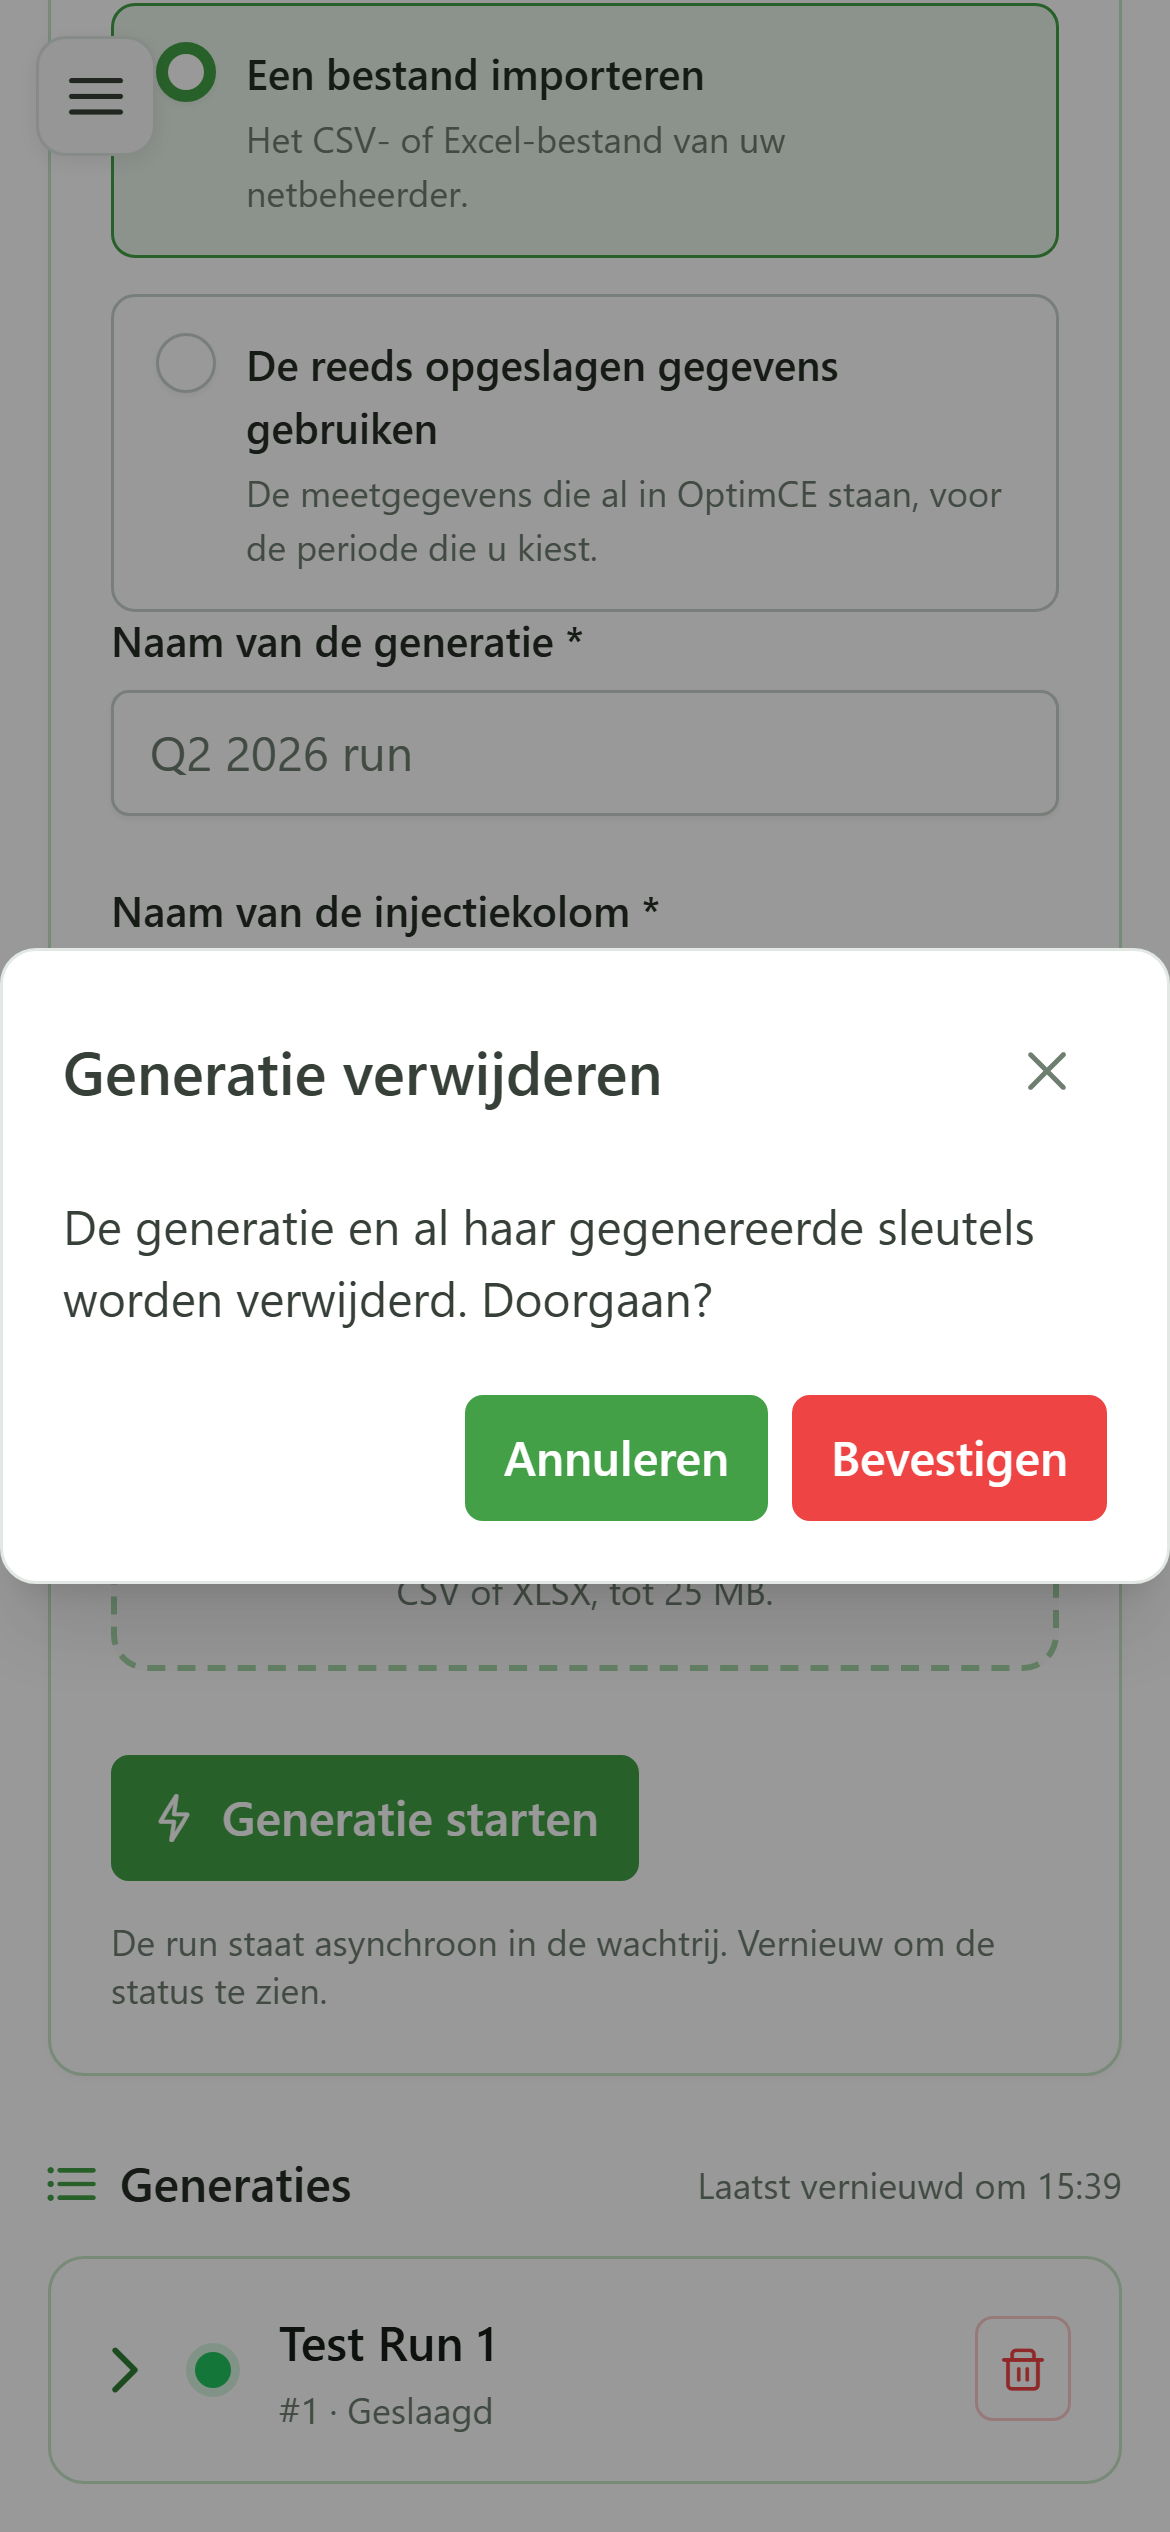 Een bestand importeren
Het CSV- of Excel-bestand van uw
netbeheerder.
De reeds opgeslagen gegevens
gebruiken
De meetgegevens die al in OptimCE staan, voor
de periode die u kiest.
Naam van de generatie *
Q2 2026 run
Naam van de injectiekolom *
Generatie verwijderen
De generatie en al haar gegenereerde sleutels
worden verwijderd. Doorgaan?
Annuleren
Bevestigen
CSV of XLSX, tot 25 MB.
Generatie starten
De run staat asynchroon in de wachtrij. Vernieuw om de
status te zien.
Generaties
Laatst vernieuwd om 15:39
Test Run 1
#1 · Geslaagd